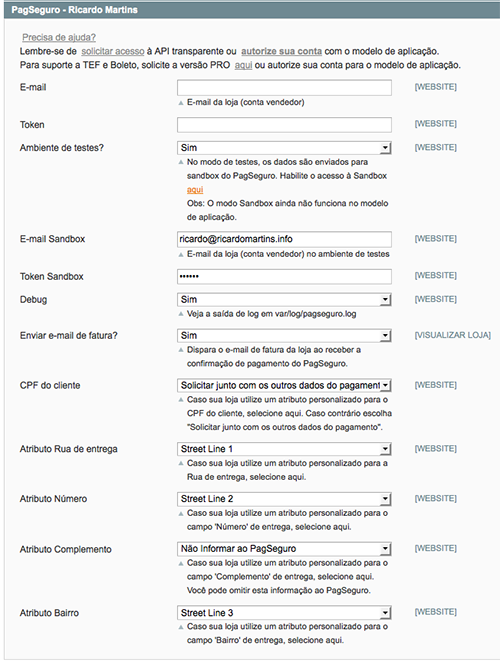 PagSeguro - Ricardo Martins
Precisa de ajuda?
Lembre-se de solicitar acesso à API transparente ou autorize sua conta com o modelo de aplicação.
Para suporte a TEF e Boleto, solicite a versão PRO aqui ou autorize sua conta para o modelo de aplicação.
E-mail [WEBSITE]
E-mail da loja (conta vendedor)
Token [WEBSITE]
Ambiente de testes? Sim [WEBSITE]
No modo de testes, os dados são enviados para
sandbox do PagSeguro. Habilite o acesso à Sandbox
aqui
Obs: O modo Sandbox ainda não funciona no modelo
de aplicação.
E-mail Sandbox ricardo@ricardomartins.info [WEBSITE]
E-mail da loja (conta vendedor) no ambiente de testes
Token Sandbox •••••• [WEBSITE]
Debug Sim [WEBSITE]
Veja a saída de log em var/log/pagseguro.log
Enviar e-mail de fatura? Sim [VISUALIZAR LOJA]
Dispara o e-mail de fatura da loja ao receber a
confirmação de pagamento do PagSeguro.
CPF do cliente Solicitar junto com os outros dados do pagament [WEBSITE]
Caso sua loja utilize um atributo personalizado para o
CPF do cliente, selecione aqui. Caso contrário escolha
"Solicitar junto com os outros dados do pagamento".
Atributo Rua de entrega Street Line 1 [WEBSITE]
Caso sua loja utilize um atributo personalizado para a
Rua de entrega, selecione aqui.
Atributo Número Street Line 2 [WEBSITE]
Caso sua loja utilize um atributo personalizado para o
campo 'Número' de entrega, selecione aqui.
Atributo Complemento Não Informar ao PagSeguro [WEBSITE]
Caso sua loja utilize um atributo personalizado para o
campo 'Complemento' de entrega, selecione aqui.
Você pode omitir esta informação ao PagSeguro.
Atributo Bairro Street Line 3 [WEBSITE]
Caso sua loja utilize um atributo personalizado para o
campo 'Bairro' de entrega, selecione aqui.